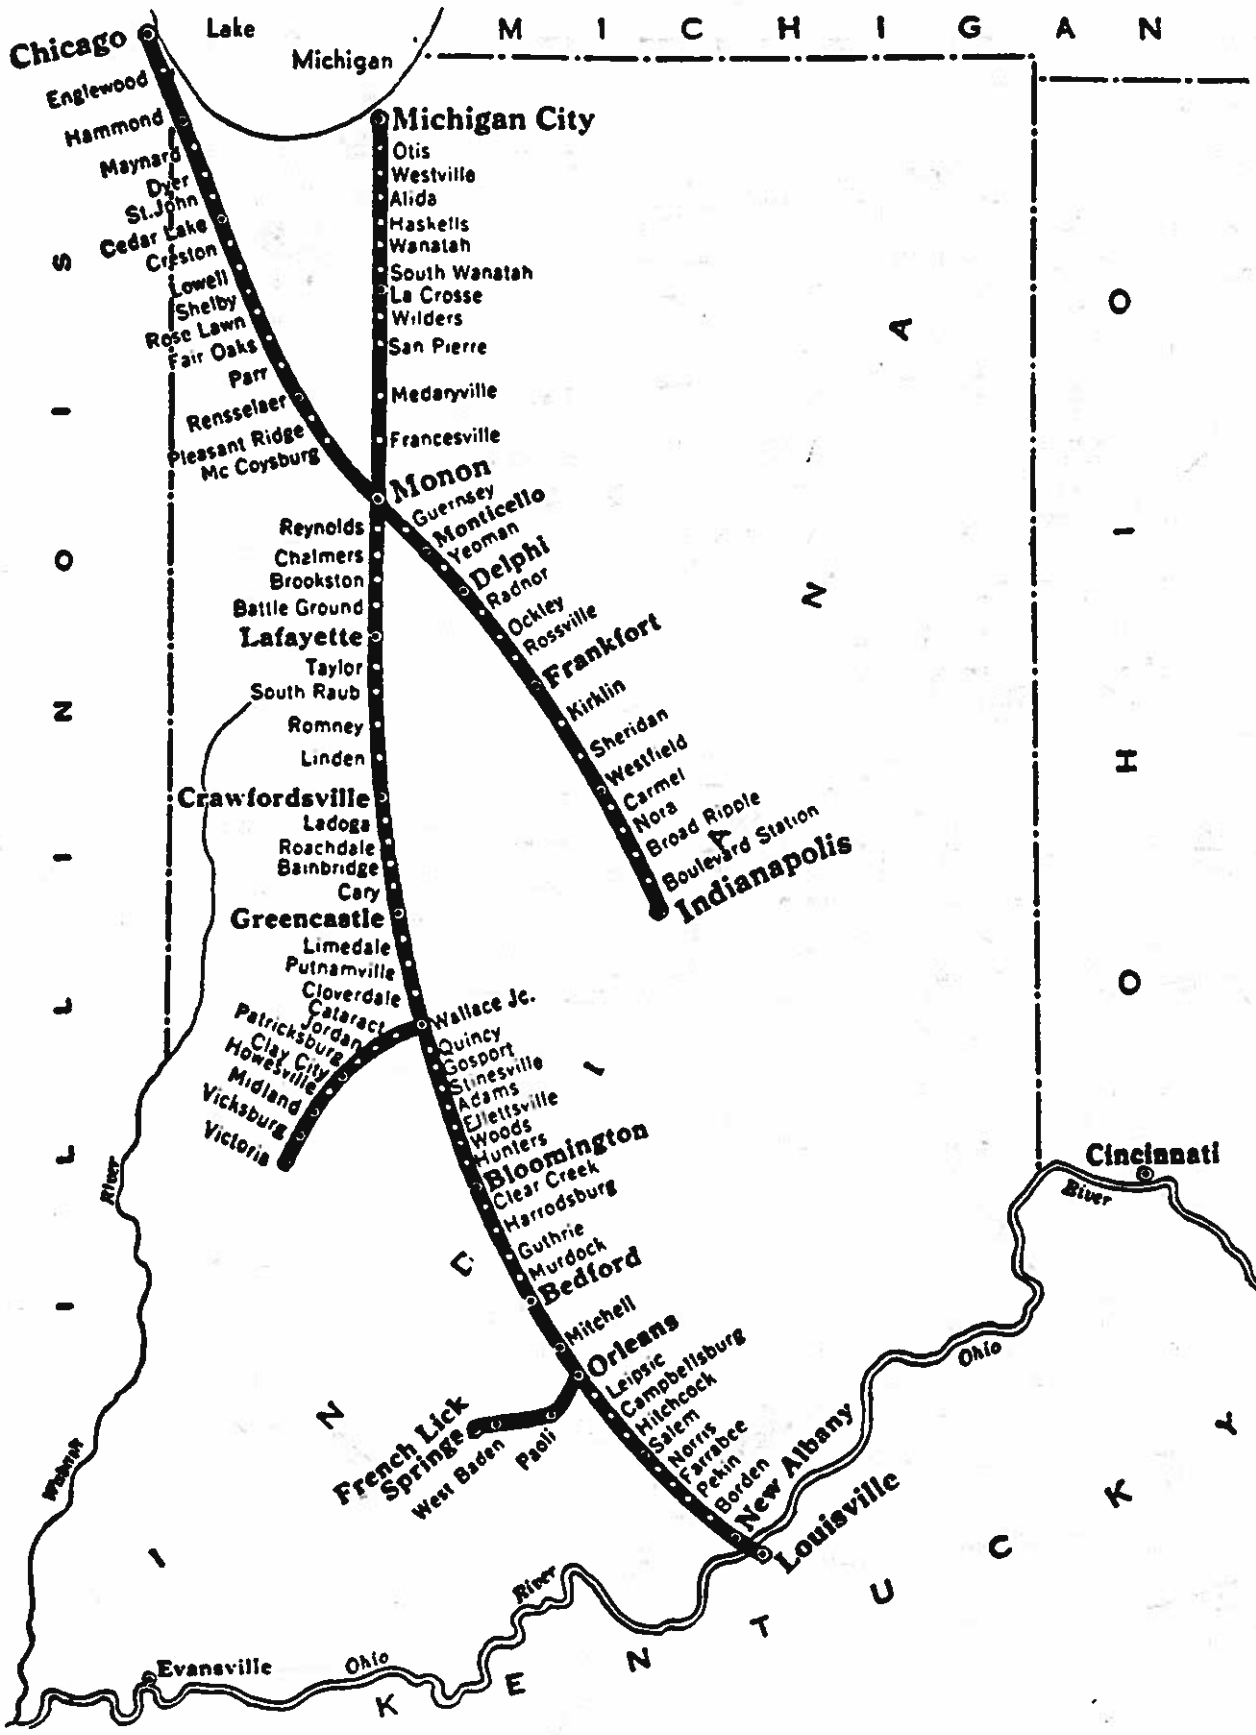 Chicago
Lake
Michigan
M I C H I G A N
Englewood
Hammond
Maynard
Dyer
St. John
Cedar Lake
Creston
Lowell
Shelby
Rose Lawn
Fair Oaks
Parr
Rensselaer
Pleasant Ridge
Mc Coysburg
Michigan City
Otis
Westville
Alida
Haskells
Wanatah
South Wanatah
La Crosse
Wilders
San Pierre
Medaryville
Francesville
Monon
Guernsey
Monticello
Yeoman
Delphi
Radnor
Ockley
Rossville
Frankfort
Kirklin
Sheridan
Westfield
Carmel
Nora
Broad Ripple
Boulevard Station
Indianapolis
Reynolds
Chalmers
Brookston
Battle Ground
Lafayette
Taylor
South Raub
Romney
Linden
Crawfordsville
Ladoga
Roachdale
Bainbridge
Cary
Greencastle
Limedale
Putnamville
Cloverdale
Wallace Jc.
Cataract
Jordan
Patricksburg
Clay City
Howesville
Midland
Vicksburg
Victoria
Quincy
Gosport
Stinesville
Adams
Ellettsville
Woods
Hunters
Bloomington
Clear Creek
Harrodsburg
Guthrie
Murdock
Bedford
Mitchell
Orleans
Paoli
West Baden
French Lick
Springs
Leipsic
Campbellsburg
Hitchcock
Salem
Norris
Farrabee
Pekin
Borden
New Albany
Louisville
Cincinnati
River
Ohio
River
Ohio
Evansville
River
Wabash
I L L I N O I S
I N D I A N A
O H I O
K E N T U C K Y